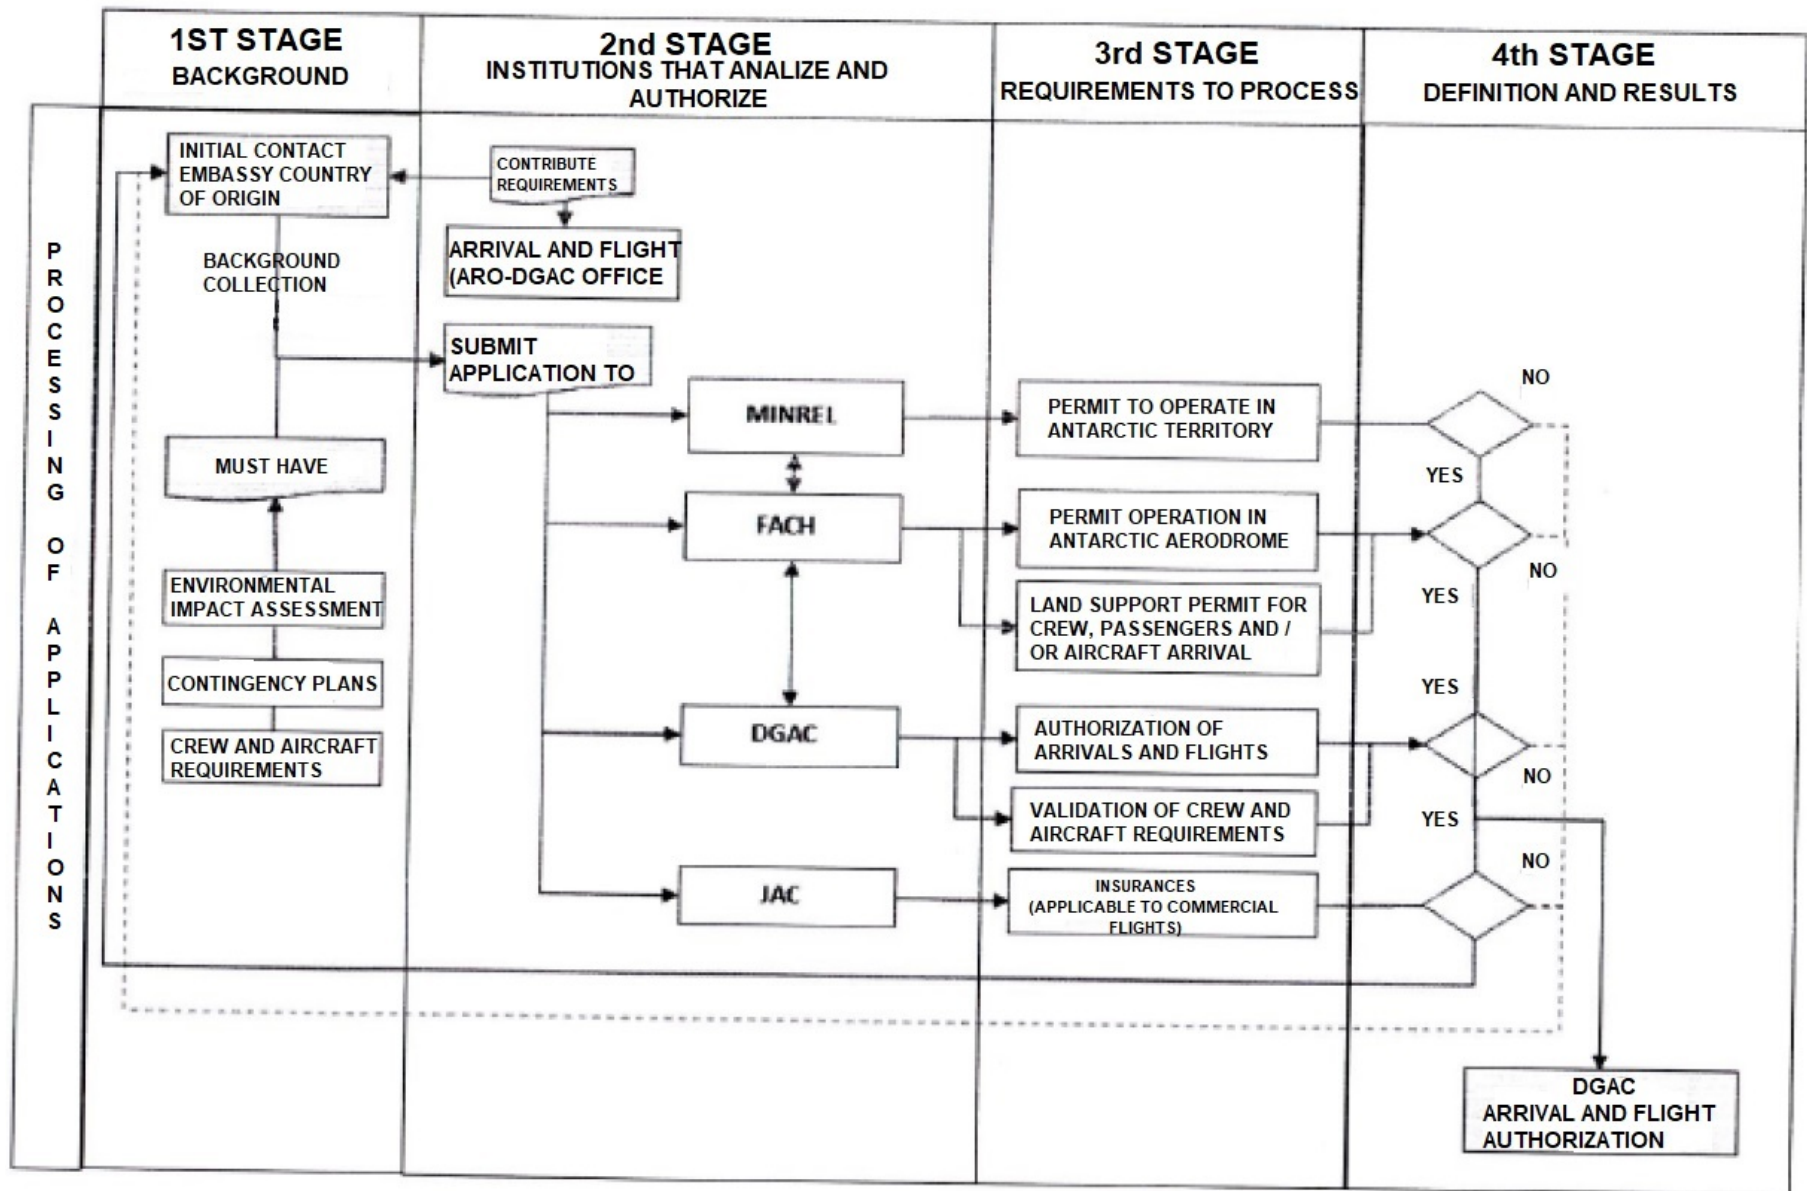 1ST STAGE
BACKGROUND
2nd STAGE
INSTITUTIONS THAT ANALIZE AND
AUTHORIZE
3rd STAGE
REQUIREMENTS TO PROCESS
4th STAGE
DEFINITION AND RESULTS
PROCESSING OF APPLICATIONS
INITIAL CONTACT
EMBASSY COUNTRY
OF ORIGIN
BACKGROUND
COLLECTION
MUST HAVE
ENVIRONMENTAL
IMPACT ASSESSMENT
CONTINGENCY PLANS
CREW AND AIRCRAFT
REQUIREMENTS
CONTRIBUTE
REQUIREMENTS
ARRIVAL AND FLIGHT
(ARO-DGAC OFFICE
SUBMIT
APPLICATION TO
MINREL
FACH
DGAC
JAC
PERMIT TO OPERATE IN
ANTARCTIC TERRITORY
PERMIT OPERATION IN
ANTARCTIC AERODROME
LAND SUPPORT PERMIT FOR
CREW, PASSENGERS AND /
OR AIRCRAFT ARRIVAL
AUTHORIZATION OF
ARRIVALS AND FLIGHTS
VALIDATION OF CREW AND
AIRCRAFT REQUIREMENTS
INSURANCES
(APPLICABLE TO COMMERCIAL
FLIGHTS)
NO
YES
NO
YES
YES
NO
YES
NO
DGAC
ARRIVAL AND FLIGHT
AUTHORIZATION